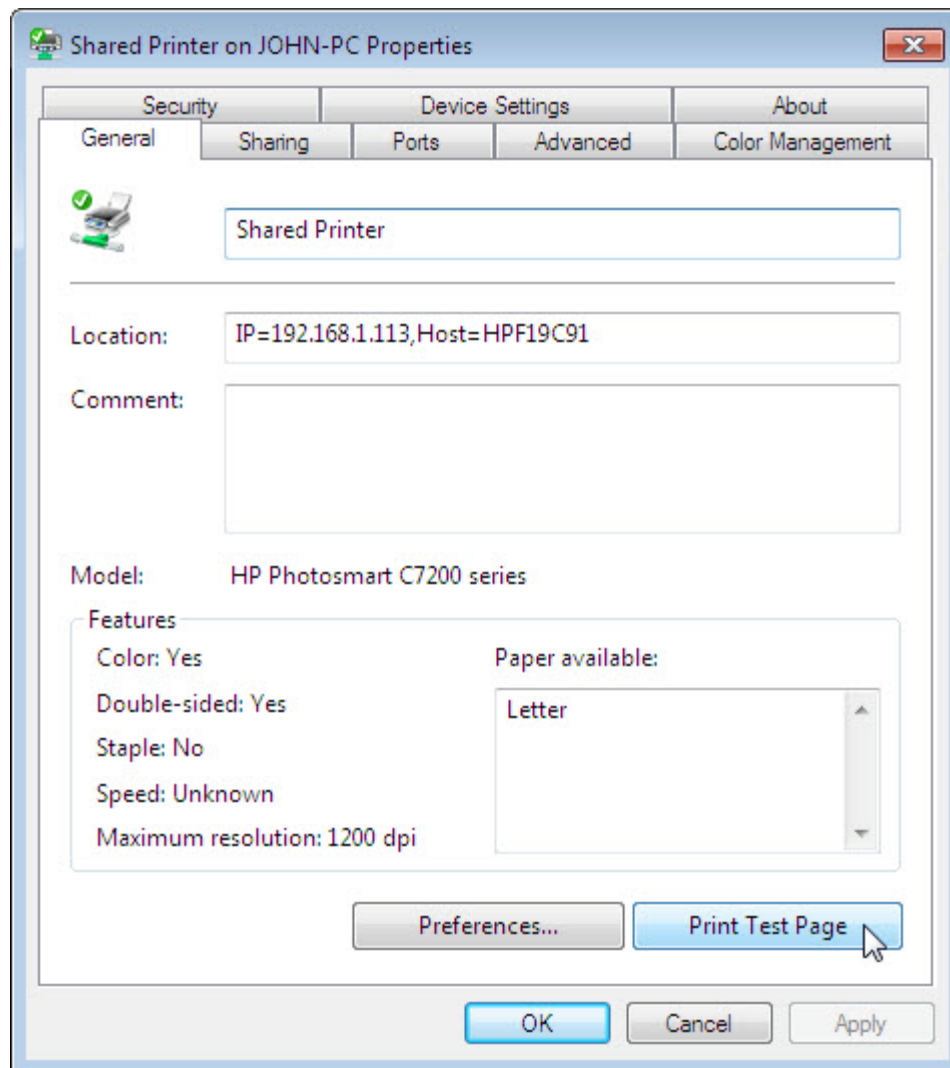 Shared Printer on JOHN-PC Properties
Security Device Settings About
General Sharing Ports Advanced Color Management
Shared Printer
Location: IP=192.168.1.113,Host=HPF19C91
Comment:
Model: HP Photosmart C7200 series
Features
Color: Yes Paper available:
Double-sided: Yes Letter
Staple: No
Speed: Unknown
Maximum resolution: 1200 dpi
Preferences... Print Test Page
OK Cancel Apply